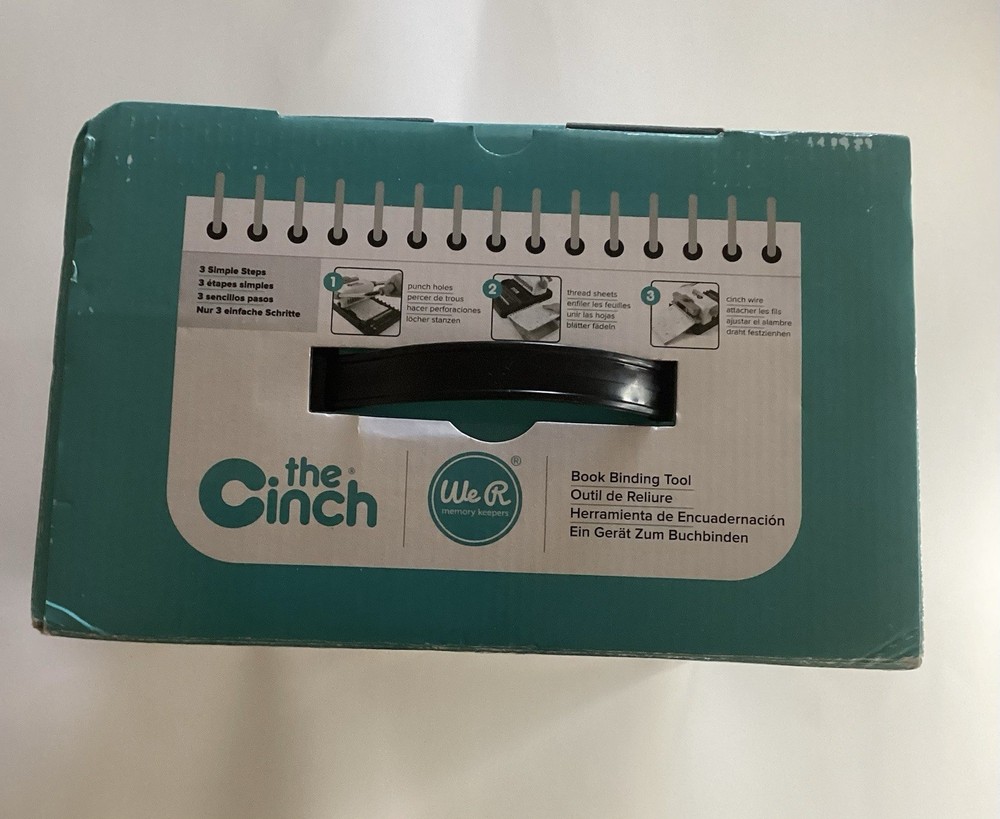 3 Simple Steps
3 étapes simples
3 sencillos pasos
Nur 3 einfache Schritte
1
punch holes
percer de trous
hacer perforaciones
löcher stanzen
2
thread sheets
enfiler les feuilles
unir las hojas
blätter fädeln
3
cinch wire
attacher les fils
ajustar el alambre
draht festziehnen
the
Cinch®
We R®
memory keepers
Book Binding Tool
Outil de Reliure
Herramienta de Encuadernación
Ein Gerät Zum Buchbinden